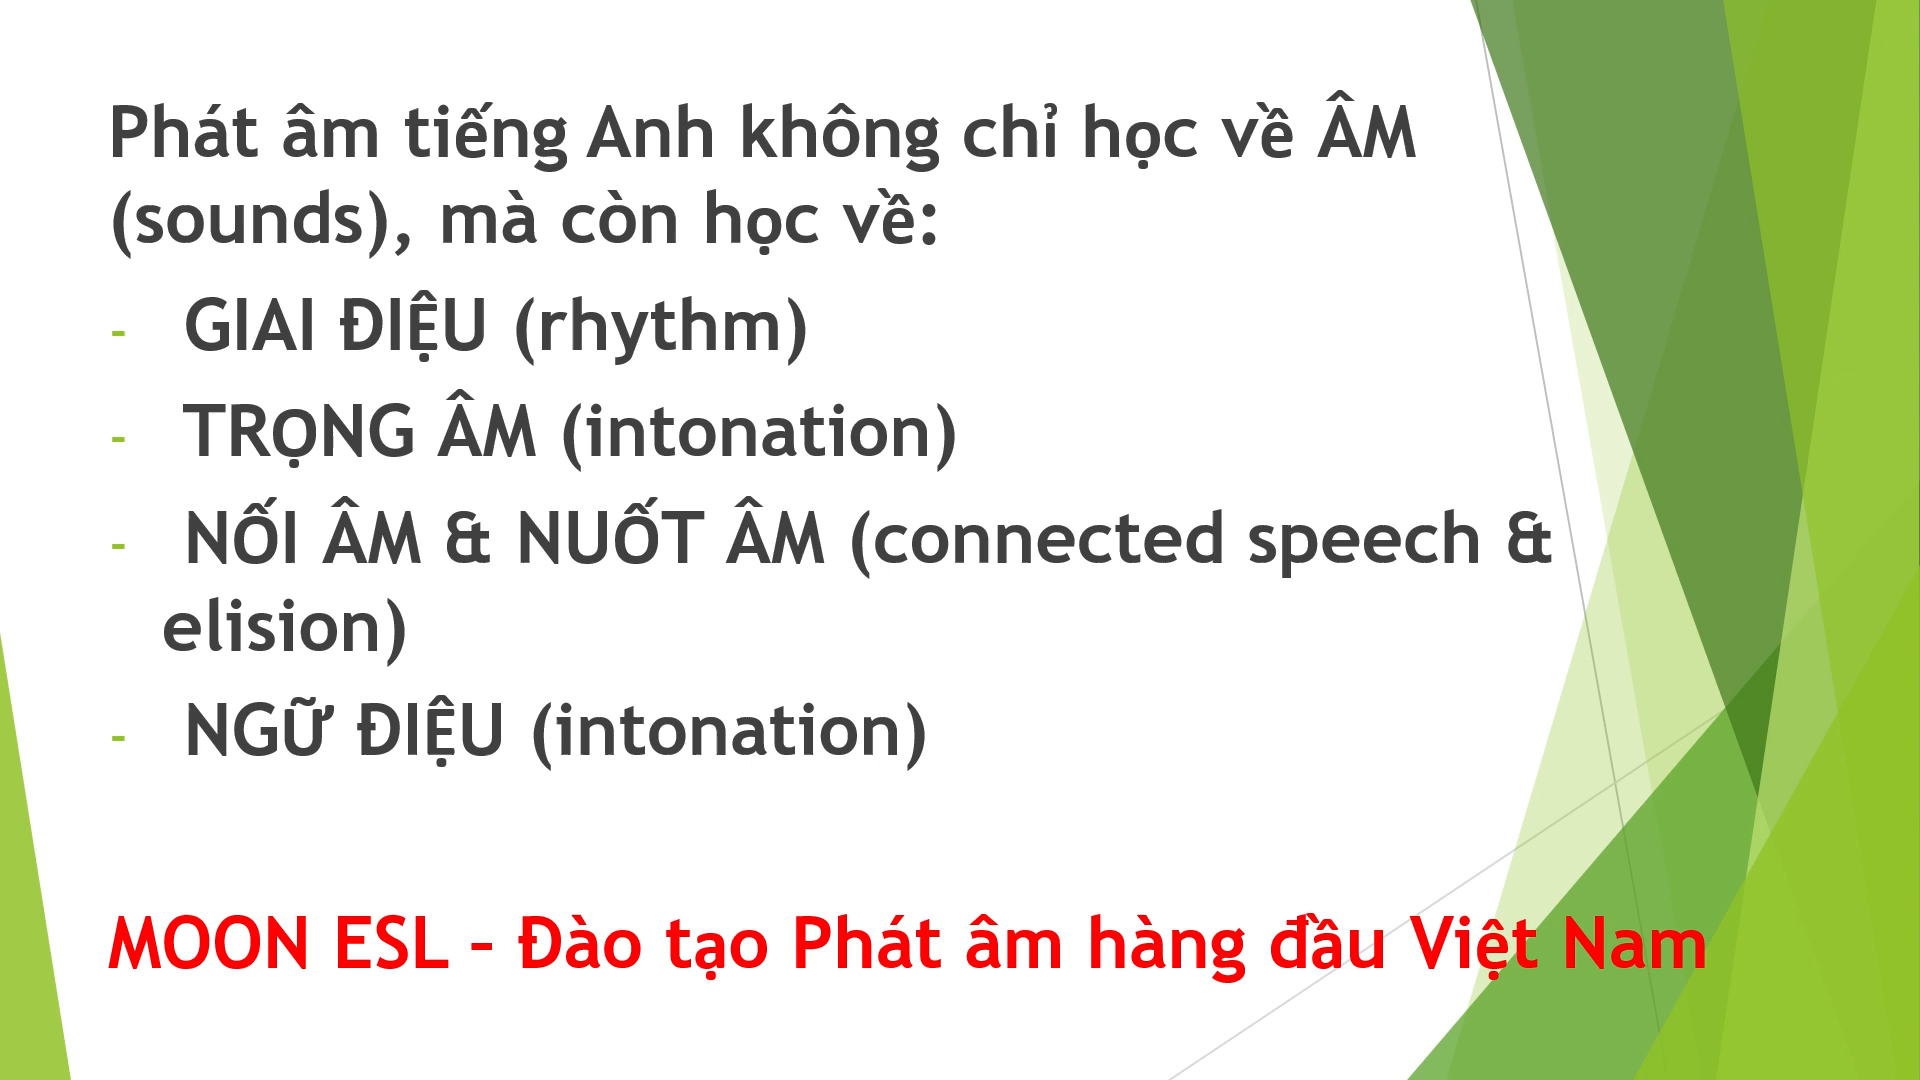 Phát âm tiếng Anh không chỉ học về ÂM
(sounds), mà còn học về:
- GIAI ĐIỆU (rhythm)
- TRỌNG ÂM (intonation)
- NỐI ÂM & NUỐT ÂM (connected speech &
elision)
- NGỮ ĐIỆU (intonation)
MOON ESL – Đào tạo Phát âm hàng đầu Việt Nam